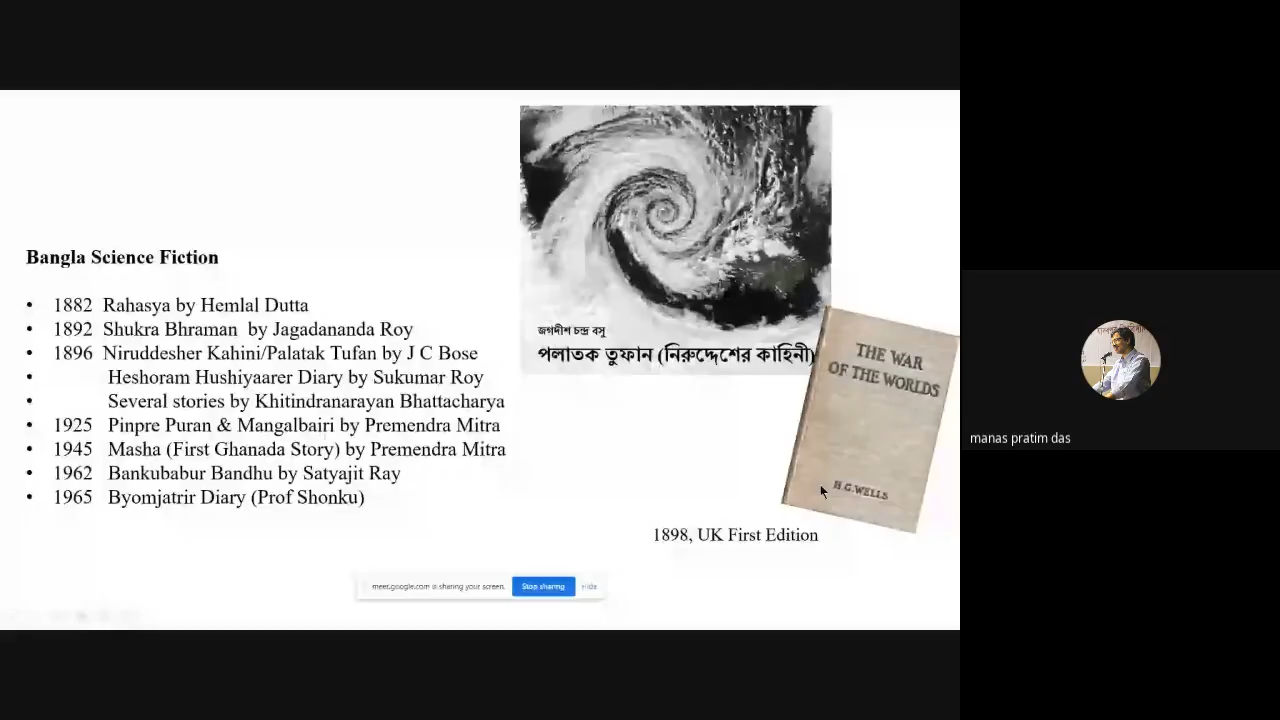 Bangla Science Fiction
• 1882 Rahasya by Hemlal Dutta
• 1892 Shukra Bhraman by Jagadananda Roy
• 1896 Niruddesher Kahini/Palatak Tufan by J C Bose
• Heshoram Hushiyaarer Diary by Sukumar Roy
• Several stories by Khitindranarayan Bhattacharya
• 1925 Pinpre Puran & Mangalbairi by Premendra Mitra
• 1945 Masha (First Ghanada Story) by Premendra Mitra
• 1962 Bankubabur Bandhu by Satyajit Ray
• 1965 Byomjatrir Diary (Prof Shonku)
জগদীশ চন্দ্র বসু
পলাতক তুফান (নিরুদ্দেশের কাহিনী)
THE WAR
OF THE WORLDS
H.G.WELLS
1898, UK First Edition
meet.google.com is sharing your screen.
Stop sharing
Hide
manas pratim das